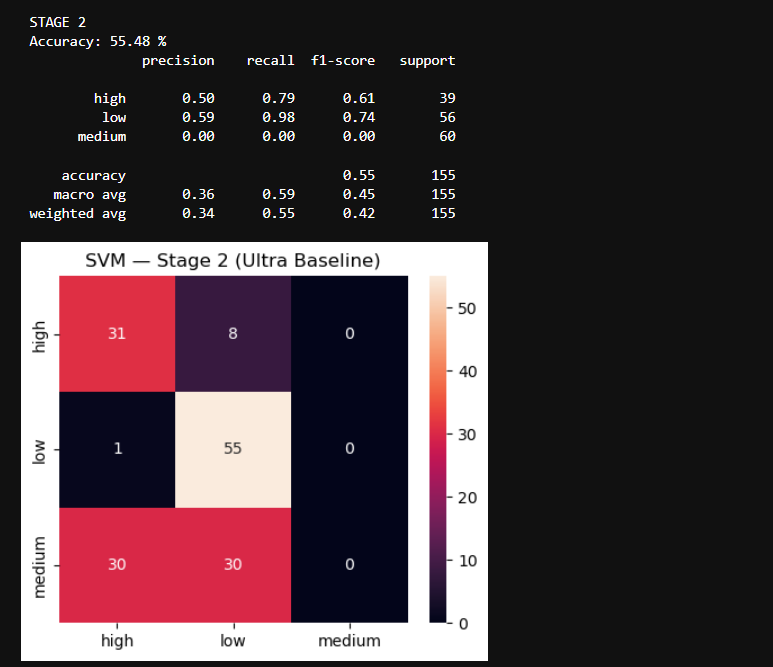 STAGE 2
Accuracy: 55.48 %
precision recall f1-score support
high 0.50 0.79 0.61 39
low 0.59 0.98 0.74 56
medium 0.00 0.00 0.00 60
accuracy 0.55 155
macro avg 0.36 0.59 0.45 155
weighted avg 0.34 0.55 0.42 155
SVM — Stage 2 (Ultra Baseline)
high 31 8 0
low 1 55 0
medium 30 30 0
high low medium
50
40
30
20
10
0